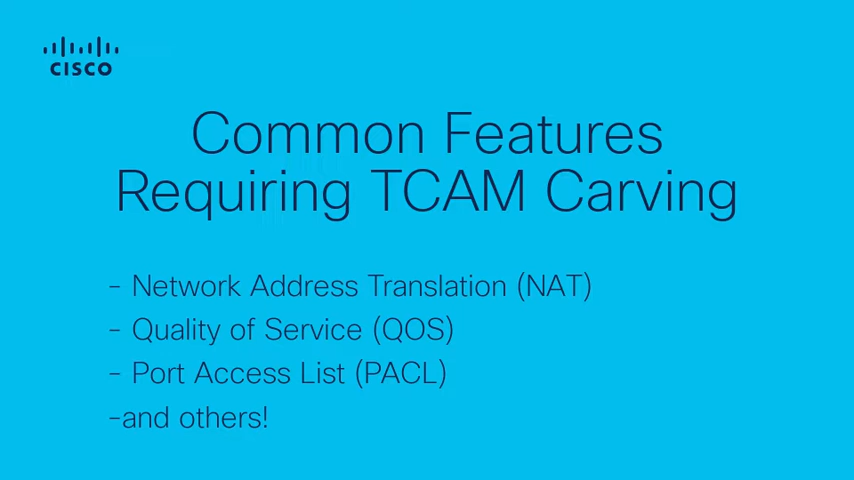 CISCO
Common Features
Requiring TCAM Carving
- Network Address Translation (NAT)
- Quality of Service (QOS)
- Port Access List (PACL)
-and others!